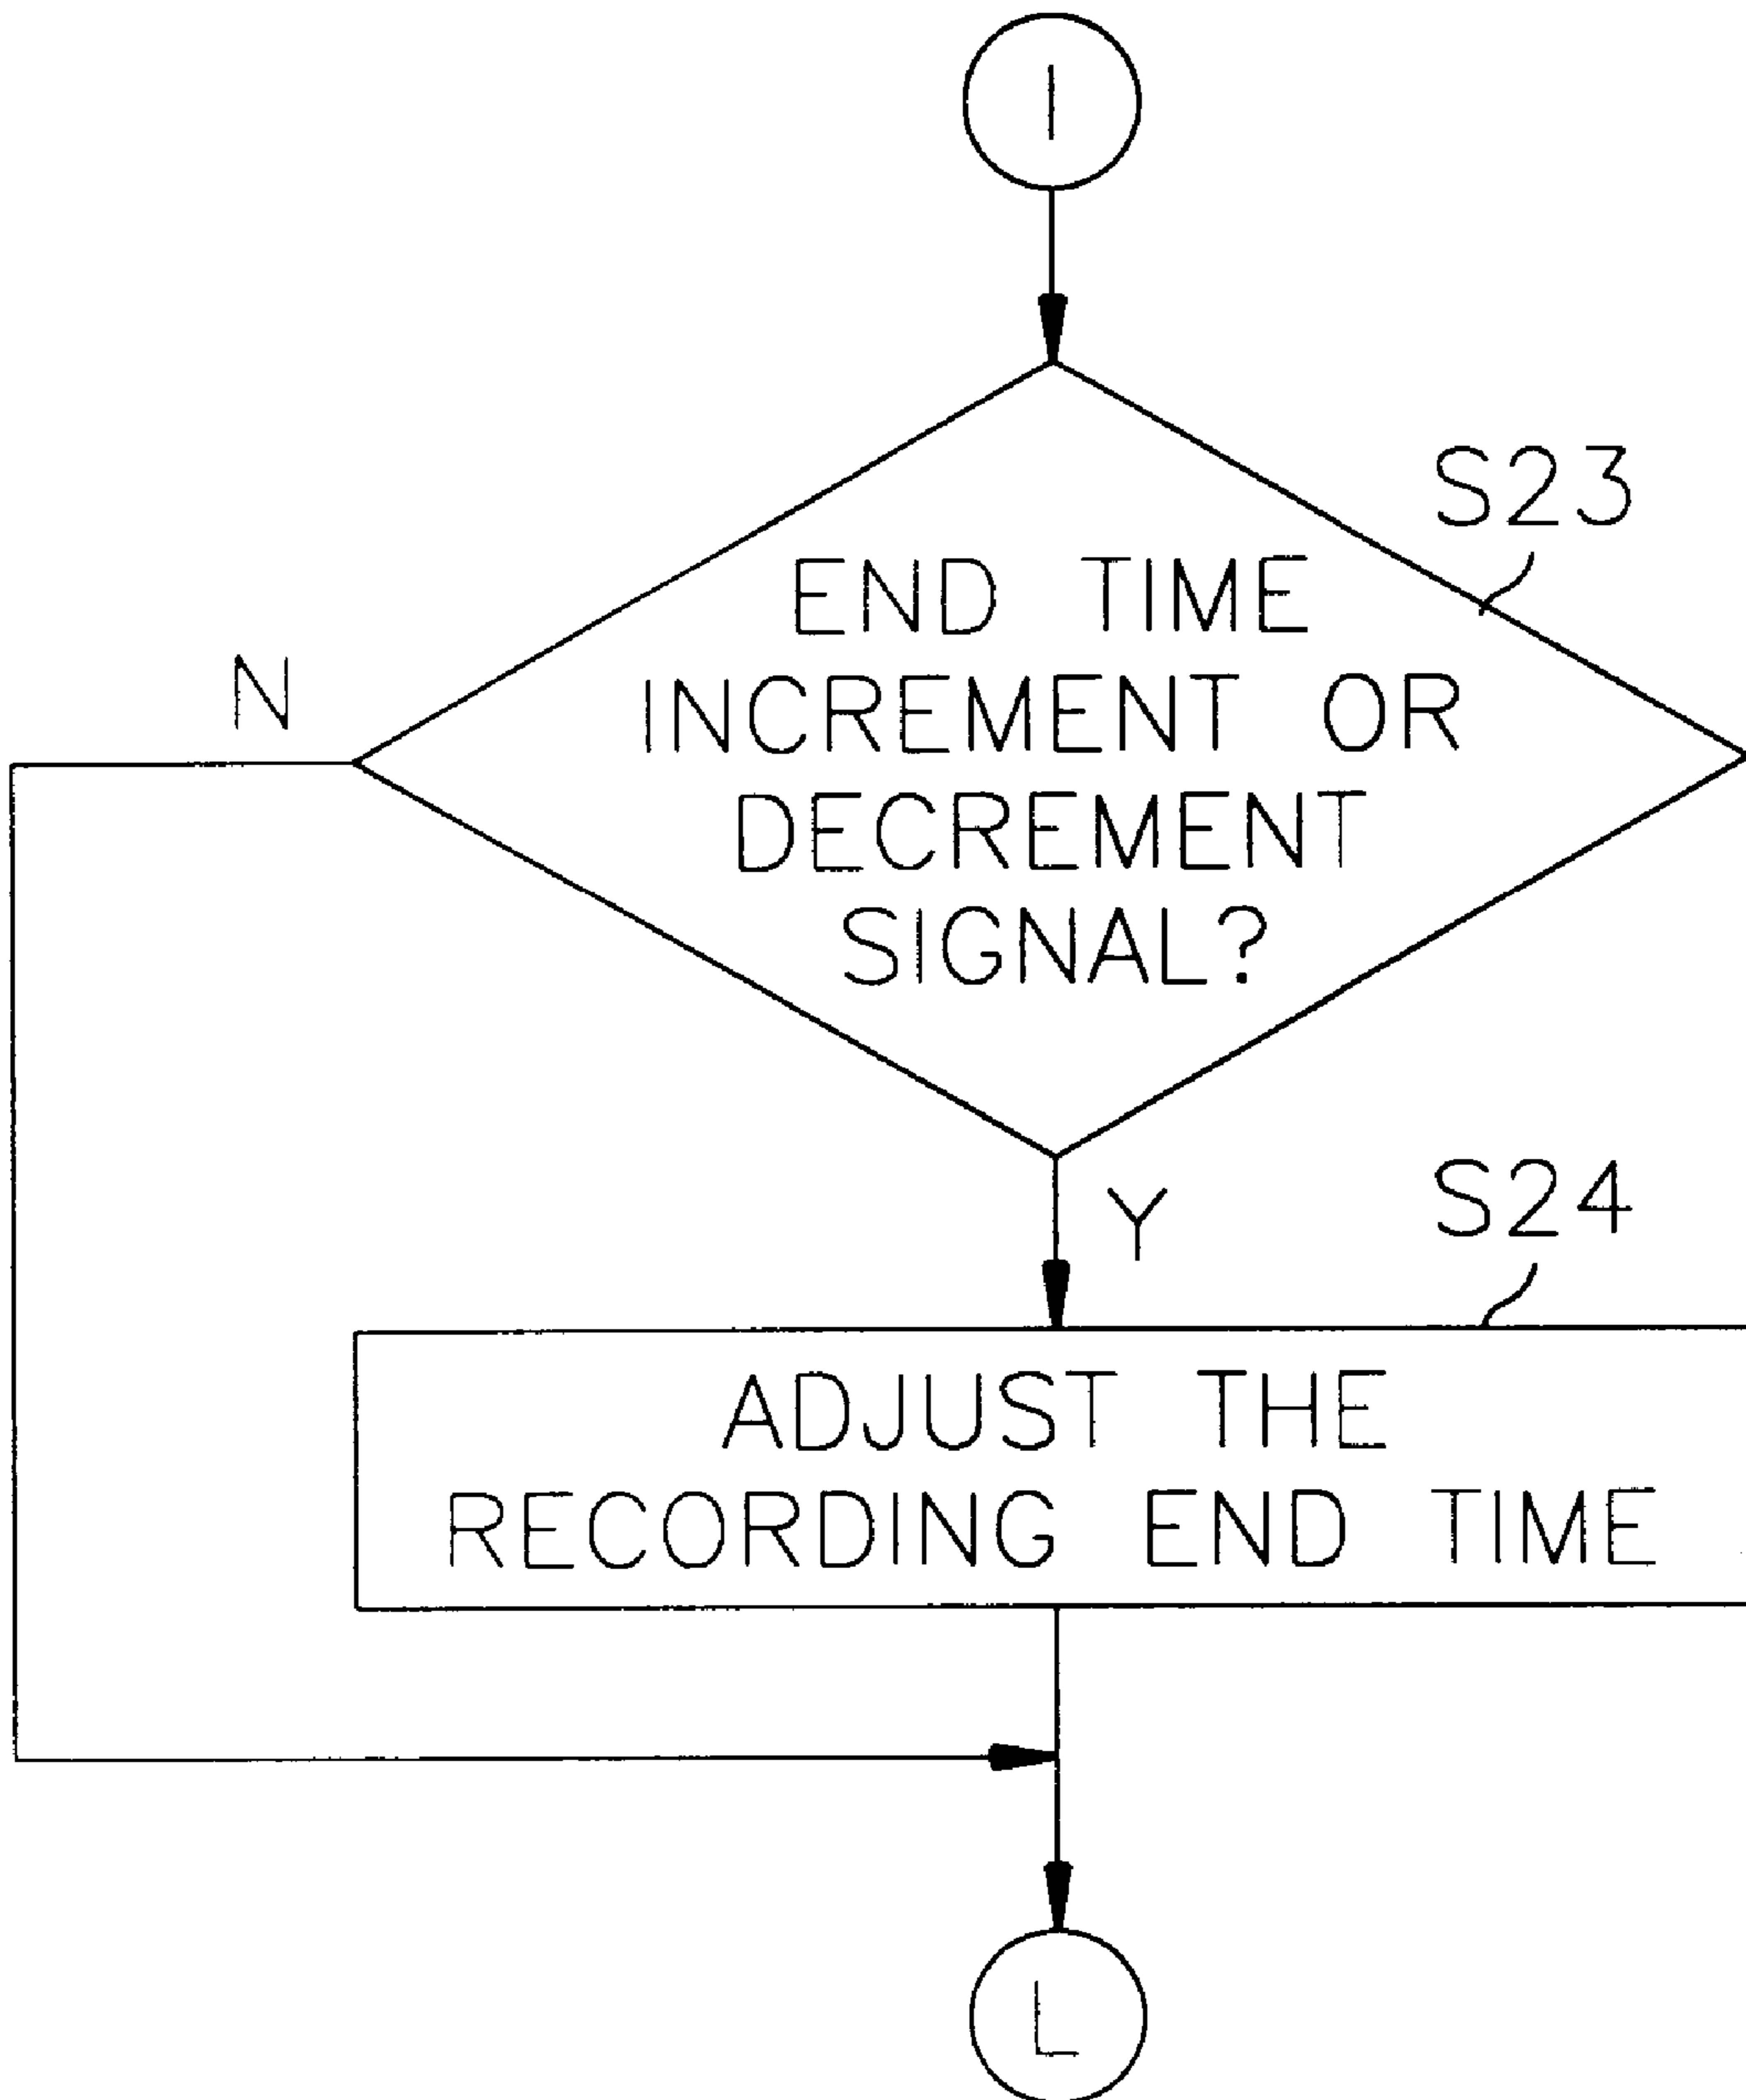 I
S23
END TIME
INCREMENT OR
DECREMENT
SIGNAL?
N
Y
S24
ADJUST THE
RECORDING END TIME
L